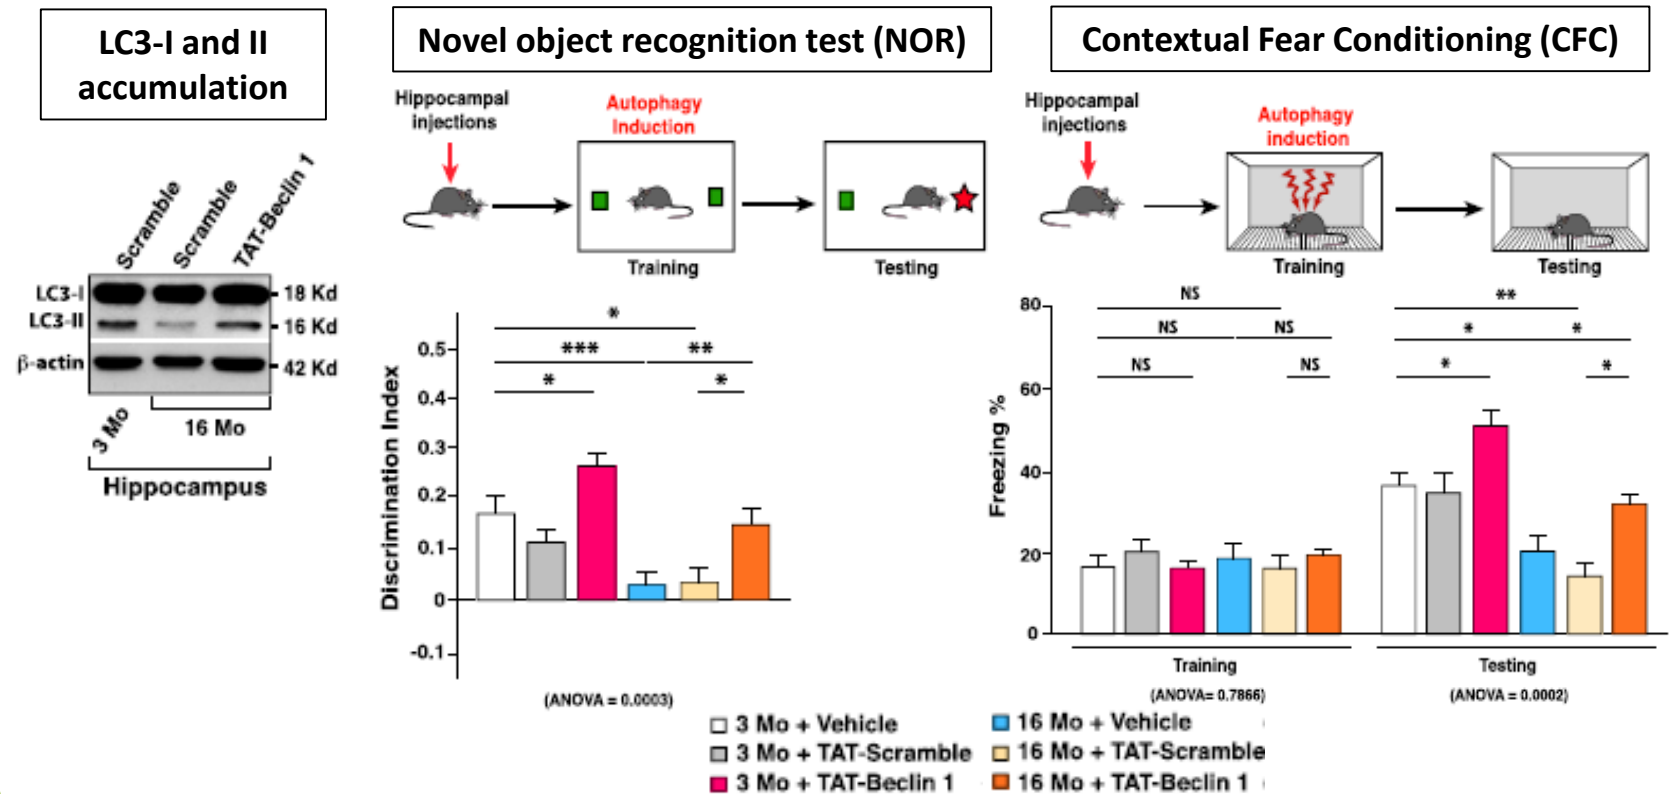 LC3-I and II
accumulation
Scramble
Scramble
TAT-Beclin 1
LC3-I
18 Kd
LC3-II
16 Kd
β-actin
42 Kd
3 Mo
16 Mo
Hippocampus
Novel object recognition test (NOR)
Hippocampal
injections
Autophagy
Induction
Training
Testing
Discrimination Index
0.5
0.4
0.3
0.2
0.1
0
-0.1
*
***
**
*
*
(ANOVA = 0.0003)
Contextual Fear Conditioning (CFC)
Hippocampal
injections
Autophagy
induction
Training
Testing
Freezing %
80
60
40
20
0
NS
NS
NS
NS
NS
**
*
*
*
*
Training
Testing
(ANOVA= 0.7866)
(ANOVA = 0.0002)
3 Mo + Vehicle
3 Mo + TAT-Scramble
3 Mo + TAT-Beclin 1
16 Mo + Vehicle
16 Mo + TAT-Scramble
16 Mo + TAT-Beclin 1